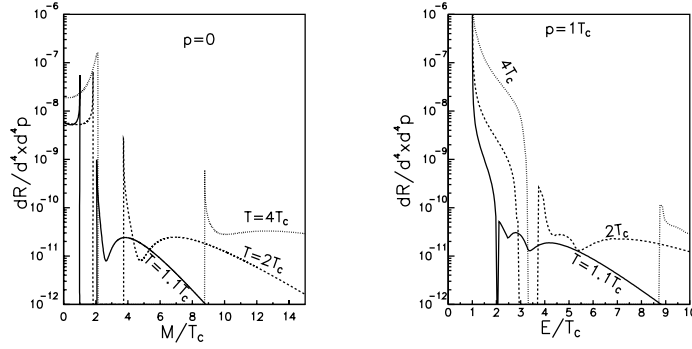 10^-6
10^-7
10^-8
10^-9
10^-10
10^-11
10^-12
dR/d^4xd^4p
p=0
T=4T_c
T=2T_c
T=1.1T_c
0 2 4 6 8 10 12 14
M/T_c
10^-6
10^-7
10^-8
10^-9
10^-10
10^-11
10^-12
dR/d^4xd^4p
p=1T_c
4T_c
2T_c
T=1.1T_c
0 1 2 3 4 5 6 7 8 9 10
E/T_c